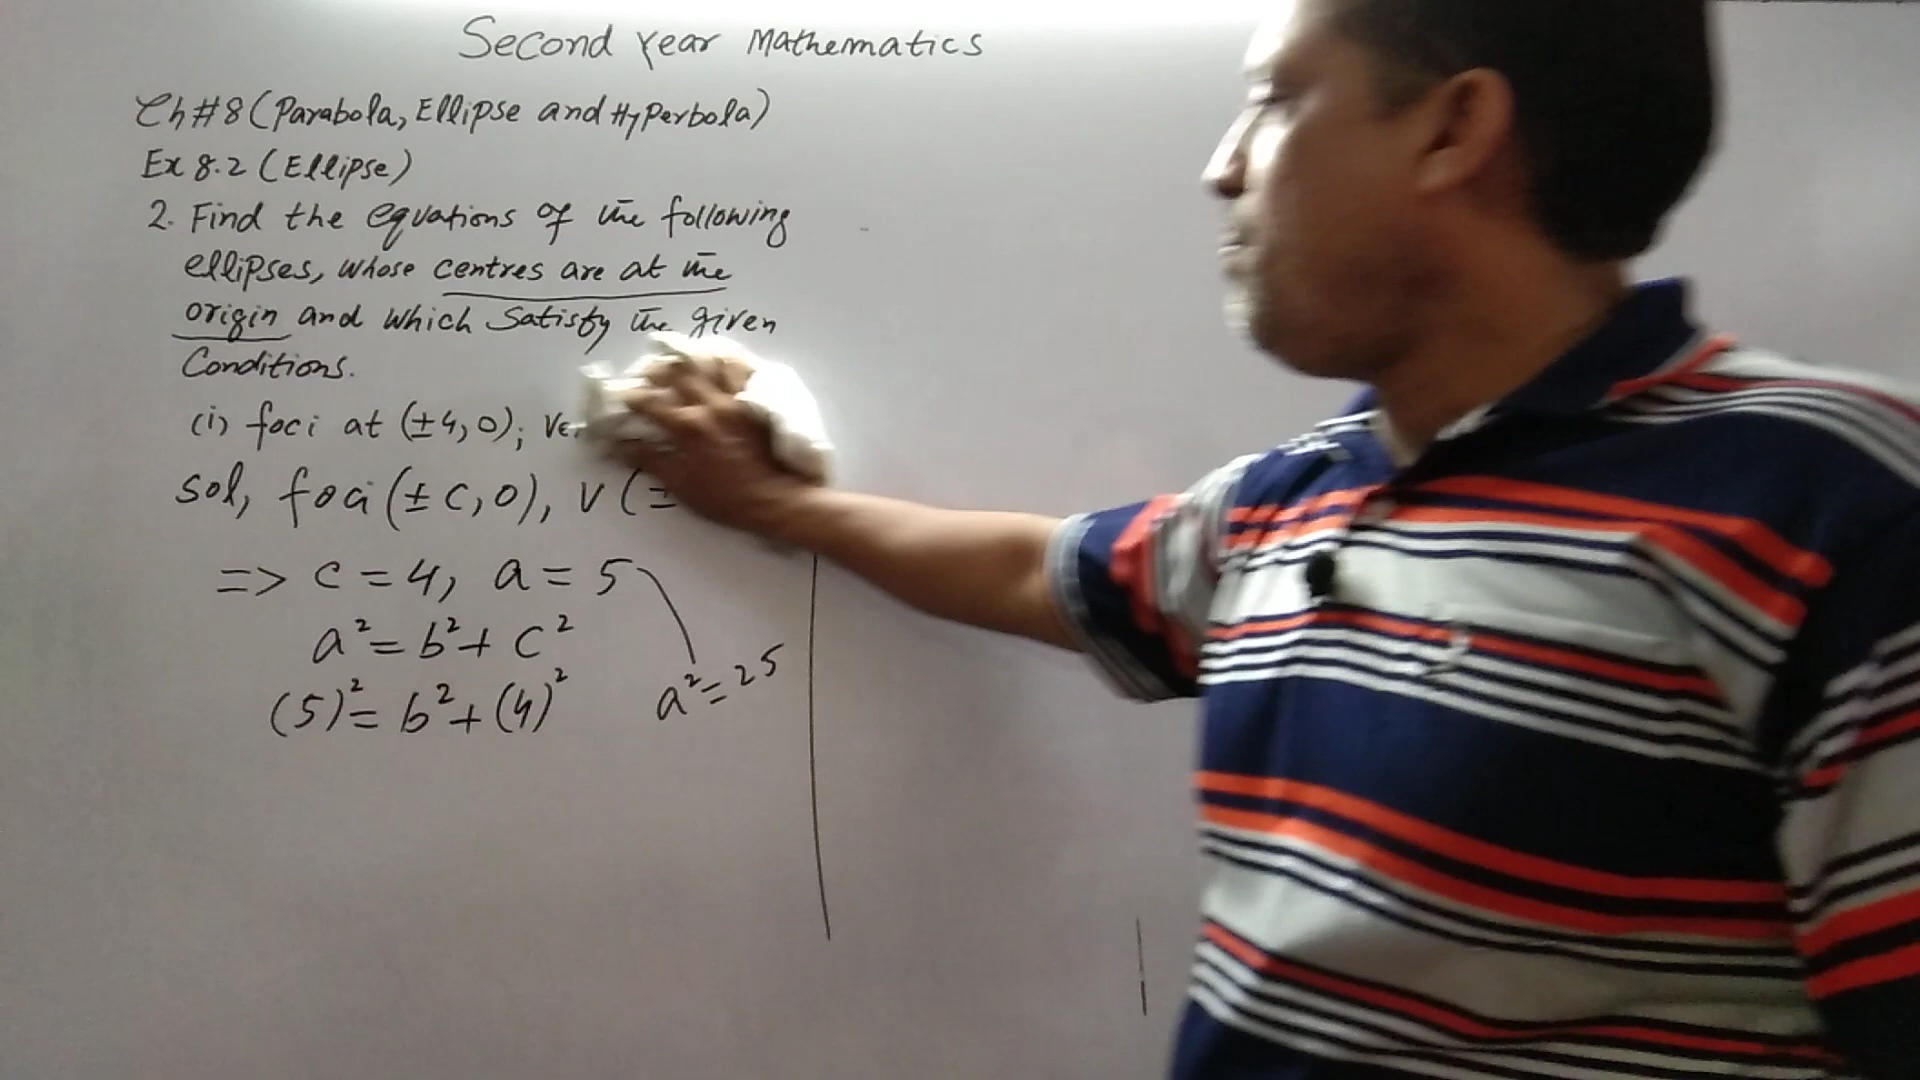 Second Year Mathematics
Ch#8 (Parabola, Ellipse and Hyperbola)
Ex 8.2 (Ellipse)
2. Find the equations of the following
ellipses, whose centres are at the
origin and which satisfy the given
Conditions.
(i) foci at (±4,0);
sol, foci (±c,0), V(±
=> c = 4, a = 5
a² = b² + c²
(5)² = b² + (4)² a² = 25